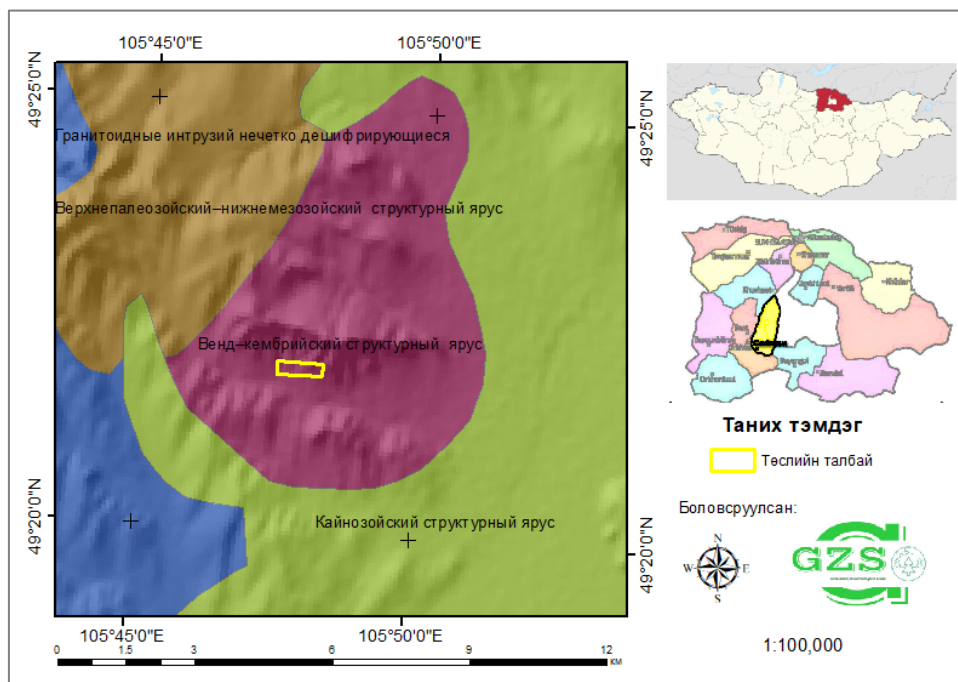 105°45'0"E
105°50'0"E
49°25'0"N
49°25'0"N
Гранитоидные интрузий нечетко дешифрирующиеся
Верхнепалеозойский–нижнемезозойский структурный ярус
Венд–кембрийский структурный ярус
Кайнозойский структурный ярус
49°20'0"N
49°20'0"N
105°45'0"E
105°50'0"E
0 1.5 3 6 9 12
км
Таних тэмдэг
Төслийн талбай
Боловсруулсан:
N
W E
S
GZS
1:100,000